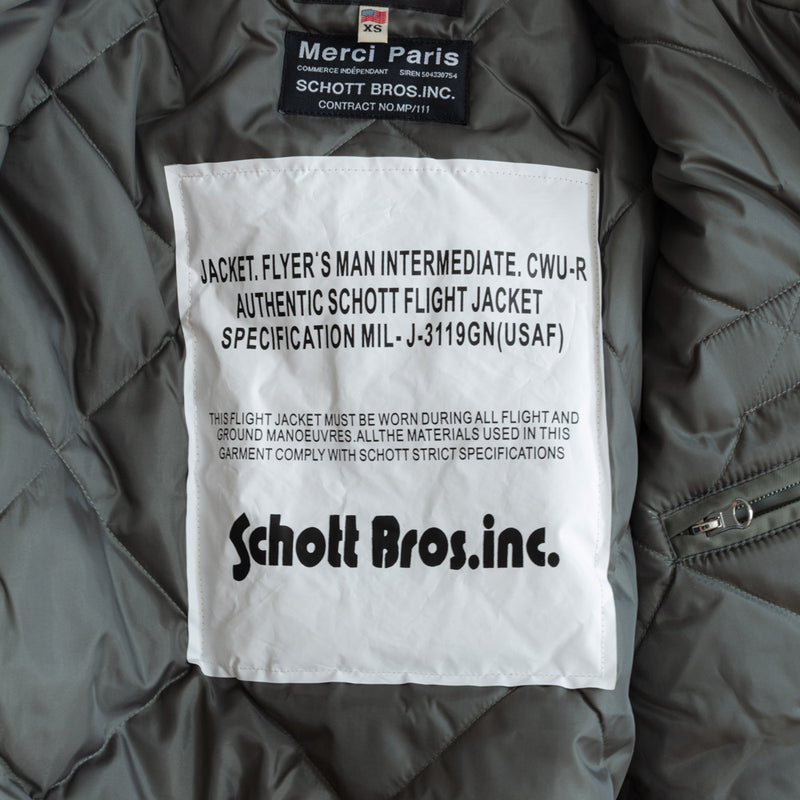 XS
Merci Paris
COMMERCE INDÉPENDANT SIREN 504330754
SCHOTT BROS.INC.
CONTRACT NO.MP/111
JACKET. FLYER'S MAN INTERMEDIATE. CWU-R
AUTHENTIC SCHOTT FLIGHT JACKET
SPECIFICATION MIL- J-3119GN(USAF)
THIS FLIGHT JACKET MUST BE WORN DURING ALL FLIGHT AND
GROUND MANOEUVRES.ALLTHE MATERIALS USED IN THIS
GARMENT COMPLY WITH SCHOTT STRICT SPECIFICATIONS
Schott Bros.inc.